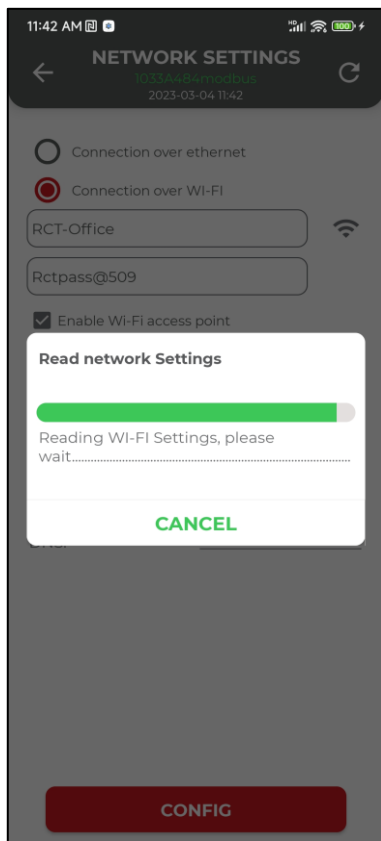 11:42 AM
HD 100
NETWORK SETTINGS
1033A484modbus
2023-03-04 11:42
Connection over ethernet
Connection over WI-FI
RCT-Office
Rctpass@509
Enable Wi-Fi access point
Read network Settings
Reading WI-FI Settings, please
wait......................................................................................
CANCEL
CONFIG